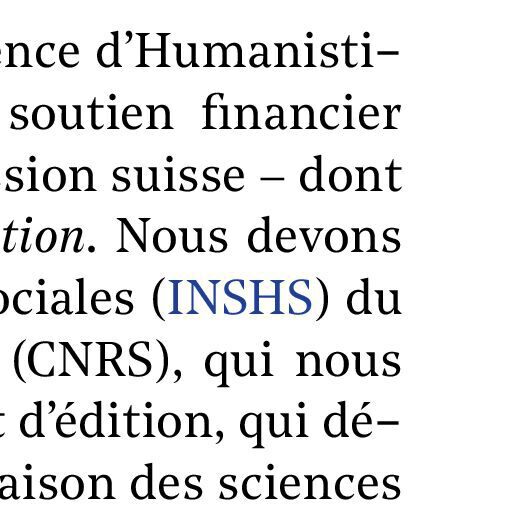 ence d’Humanisti-
soutien financier
sion suisse – dont
tion. Nous devons
ociales (INSHS) du
(CNRS), qui nous
t d’édition, qui dé-
aison des sciences